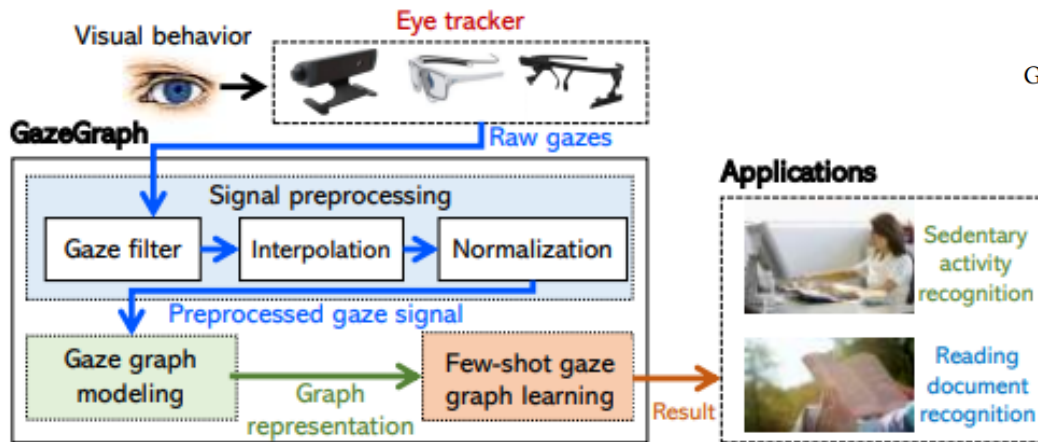 Eye tracker
Visual behavior
G
GazeGraph
Raw gazes
Signal preprocessing
Gaze filter
Interpolation
Normalization
Preprocessed gaze signal
Gaze graph
modeling
Graph
representation
Few-shot gaze
graph learning
Result
Applications
Sedentary
activity
recognition
Reading
document
recognition